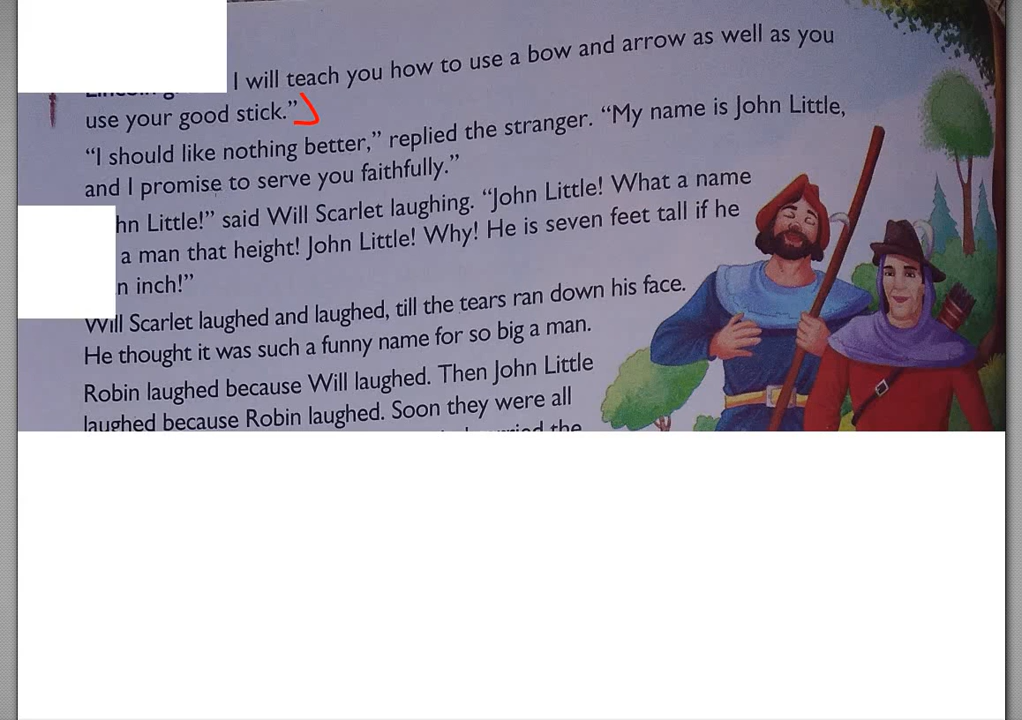 I will teach you how to use a bow and arrow as well as you
use your good stick.”
“I should like nothing better,” replied the stranger. “My name is John Little,
and I promise to serve you faithfully.”
hn Little!” said Will Scarlet laughing. “John Little! What a name
a man that height! John Little! Why! He is seven feet tall if he
n inch!”
Will Scarlet laughed and laughed, till the tears ran down his face.
He thought it was such a funny name for so big a man.
Robin laughed because Will laughed. Then John Little
laughed because Robin laughed. Soon they were all
the